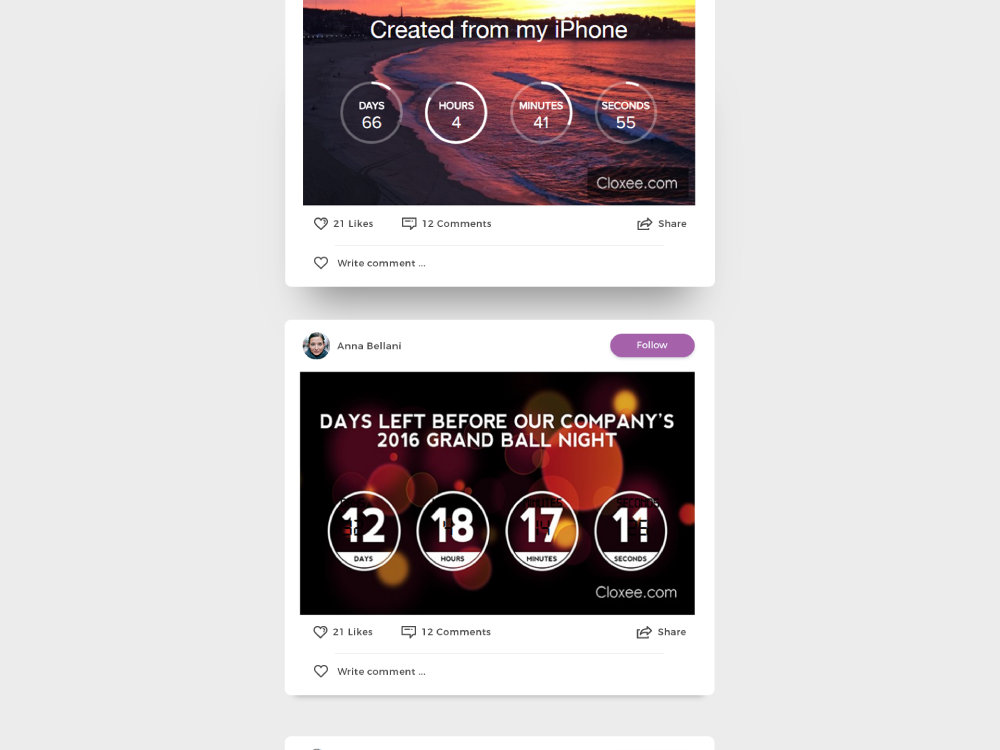 Created from my iPhone
DAYS HOURS MINUTES SECONDS
66 4 41 55
Cloxee.com
21 Likes 12 Comments Share
Write comment ...
Anna Bellani Follow
DAYS LEFT BEFORE OUR COMPANY'S
2016 GRAND BALL NIGHT
12 18 17 11
DAYS HOURS MINUTES SECONDS
Cloxee.com
21 Likes 12 Comments Share
Write comment ...